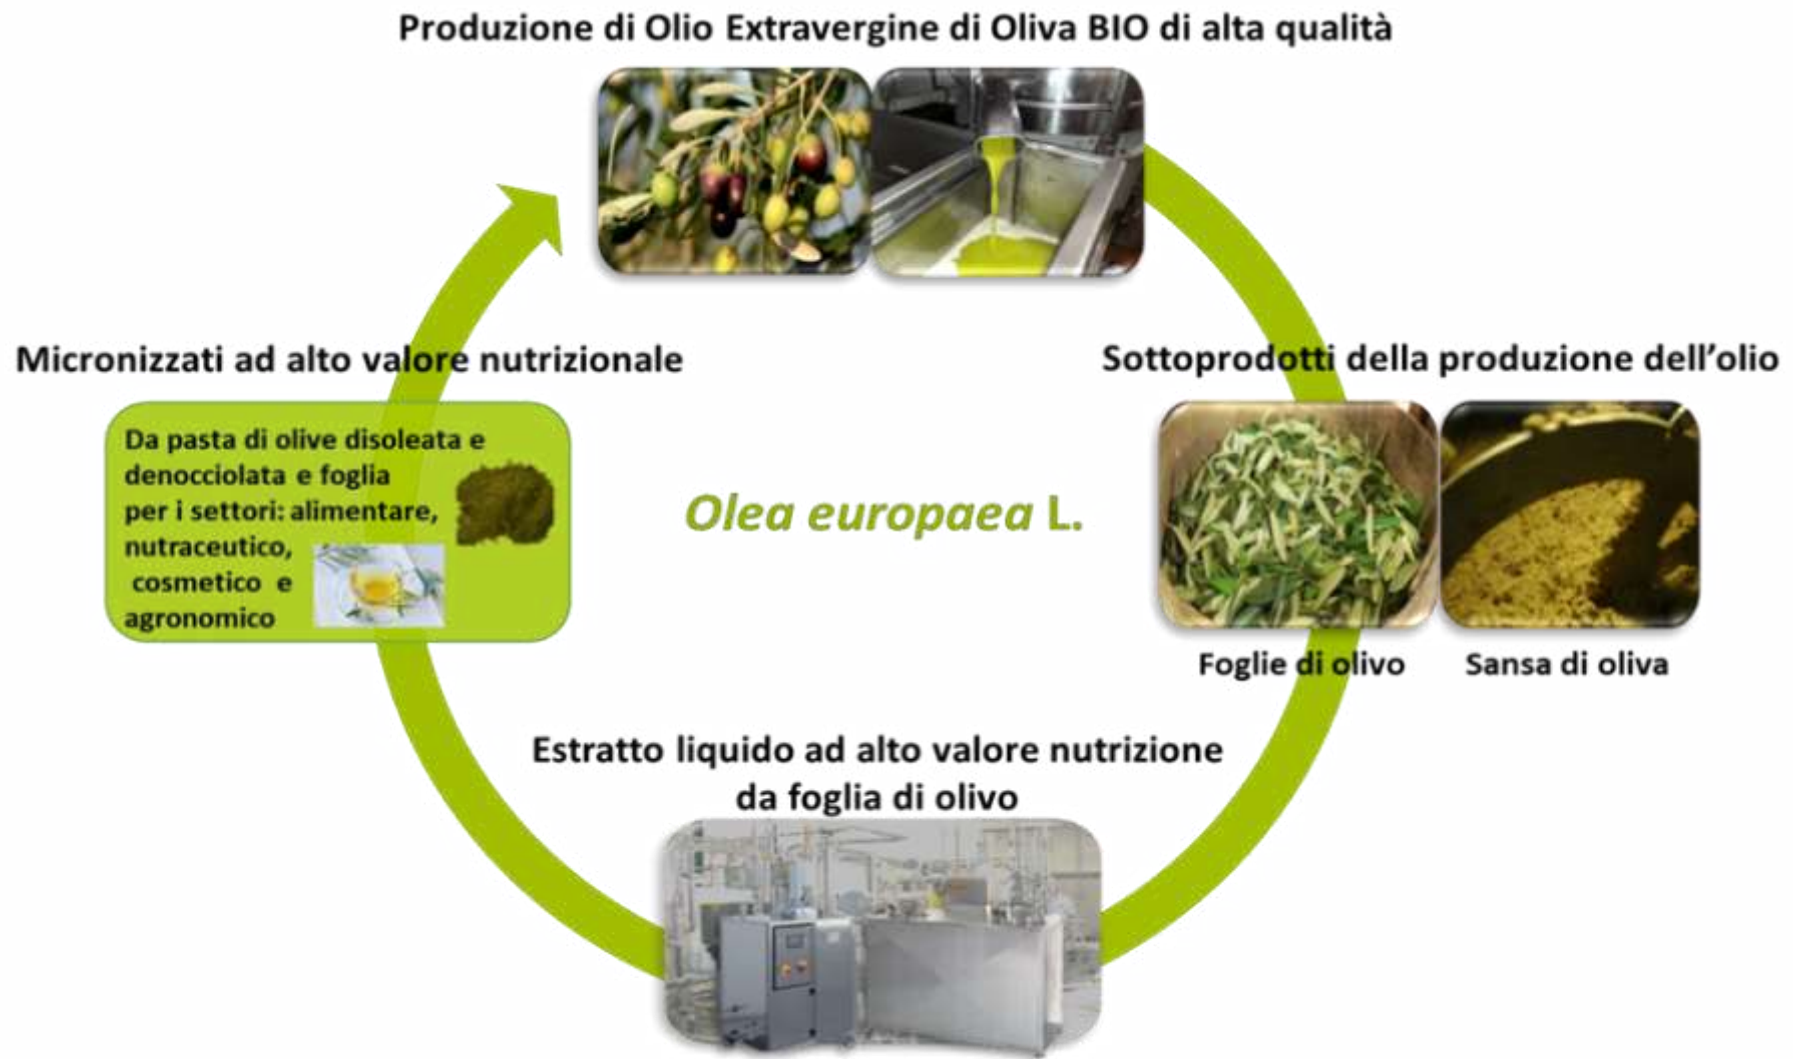 Produzione di Olio Extravergine di Oliva BIO di alta qualità
Micronizzati ad alto valore nutrizionale
Sottoprodotti della produzione dell'olio
Da pasta di olive disoleata e
denocciolata e foglia
per i settori: alimentare,
nutraceutico,
cosmetico e
agronomico
Olea europaea L.
Foglie di olivo
Sansa di oliva
Estratto liquido ad alto valore nutrizione
da foglia di olivo